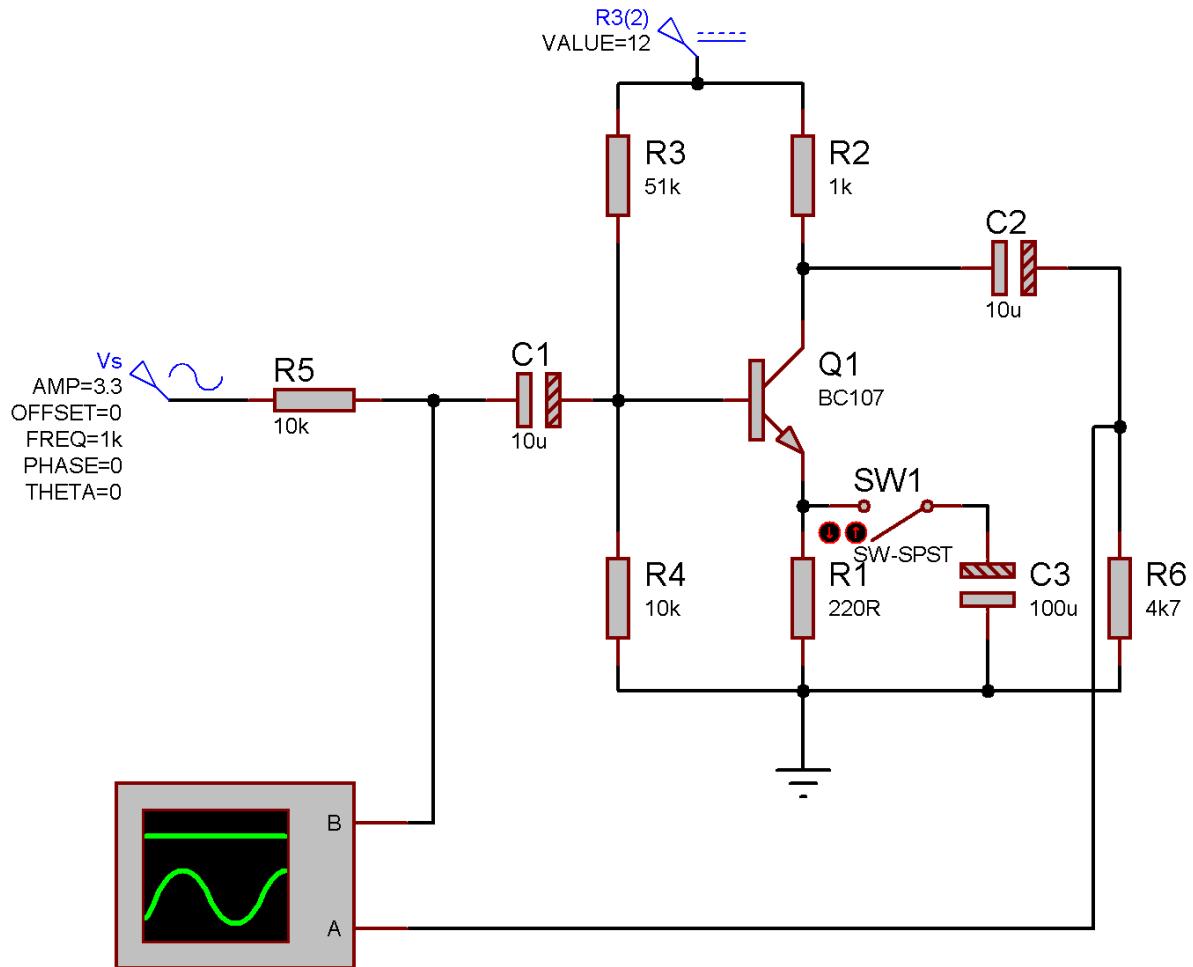 R3(2)
VALUE=12
R3
51k
R2
1k
C2
10u
Vs
AMP=3.3
OFFSET=0
FREQ=1k
PHASE=0
THETA=0
R5
10k
C1
10u
Q1
BC107
SW1
SW-SPST
R4
10k
R1
220R
C3
100u
R6
4k7
B
A